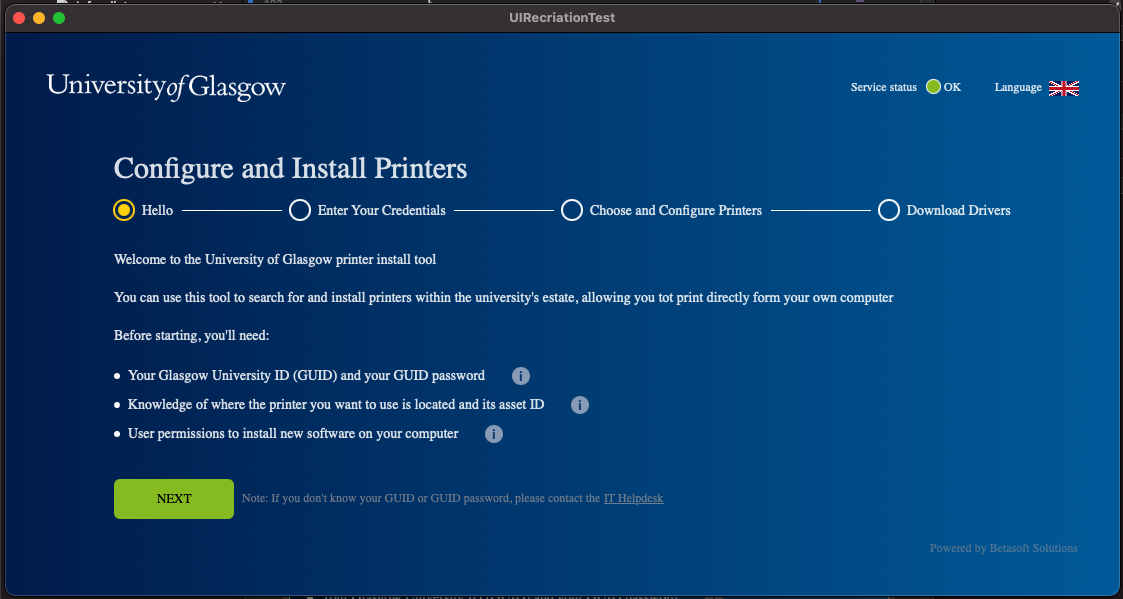 UIRecriationTest
University of Glasgow
Service status OK Language
Configure and Install Printers
Hello Enter Your Credentials Choose and Configure Printers Download Drivers
Welcome to the University of Glasgow printer install tool
You can use this tool to search for and install printers within the university's estate, allowing you tot print directly form your own computer
Before starting, you'll need:
• Your Glasgow University ID (GUID) and your GUID password i
• Knowledge of where the printer you want to use is located and its asset ID i
• User permissions to install new software on your computer i
NEXT Note: If you don't know your GUID or GUID password, please contact the IT Helpdesk
Powered by Betasoft Solutions